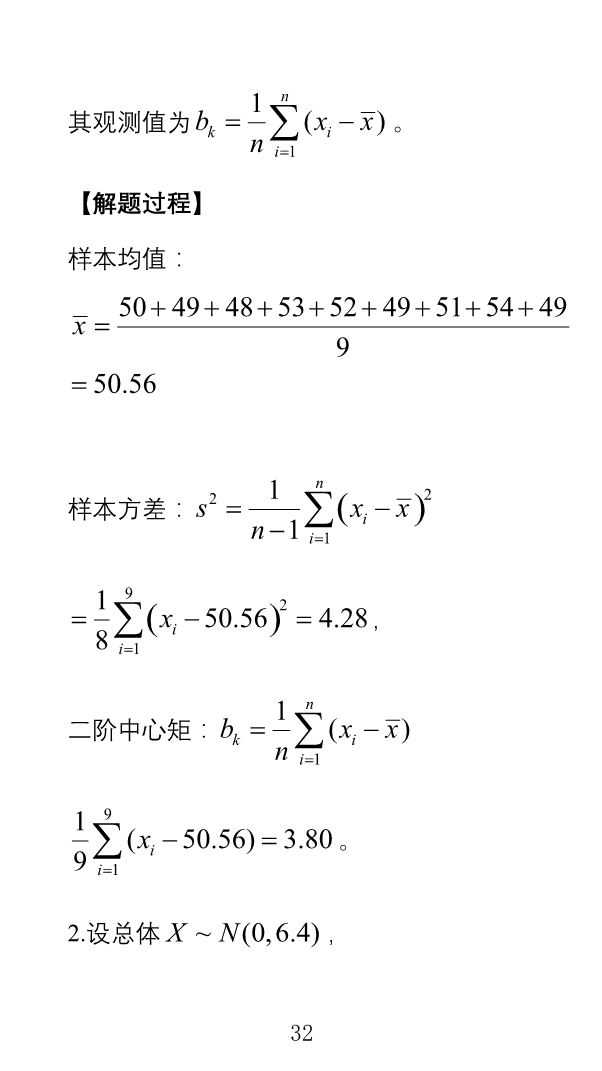 其观测值为 $b_k = \frac{1}{n}\sum_{i=1}^{n}(x_i - \overline{x})$ 。
【解题过程】
样本均值：
$\overline{x} = \frac{50+49+48+53+52+49+51+54+49}{9}$
$= 50.56$
样本方差：$s^2 = \frac{1}{n-1}\sum_{i=1}^{n}(x_i - \overline{x})^2$
$= \frac{1}{8}\sum_{i=1}^{9}(x_i - 50.56)^2 = 4.28$，
二阶中心矩：$b_k = \frac{1}{n}\sum_{i=1}^{n}(x_i - \overline{x})$
$\frac{1}{9}\sum_{i=1}^{9}(x_i - 50.56) = 3.80$ 。
2.设总体 $X \sim N(0, 6.4)$，
32